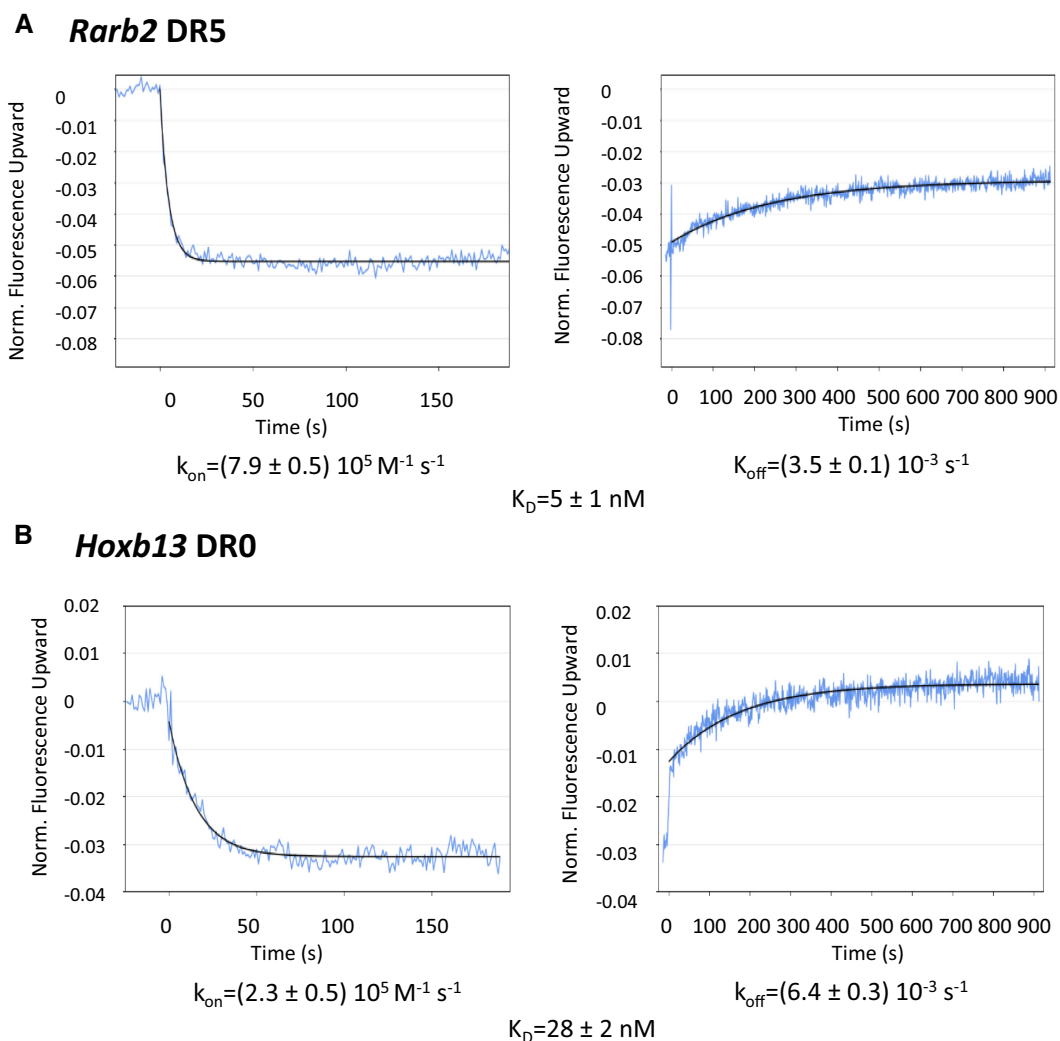 A Rarb2 DR5
Norm. Fluorescence Upward
0
-0.01
-0.02
-0.03
-0.04
-0.05
-0.06
-0.07
-0.08
0 50 100 150
Time (s)
kon=(7.9 ± 0.5) 10⁵ M⁻¹ s⁻¹
Norm. Fluorescence Upward
0
-0.01
-0.02
-0.03
-0.04
-0.05
-0.06
-0.07
-0.08
0 100 200 300 400 500 600 700 800 900
Time (s)
Koff=(3.5 ± 0.1) 10⁻³ s⁻¹
KD=5 ± 1 nM
B Hoxb13 DR0
Norm. Fluorescence Upward
0.02
0.01
0
-0.01
-0.02
-0.03
-0.04
0 50 100 150
Time (s)
kon=(2.3 ± 0.5) 10⁵ M⁻¹ s⁻¹
Norm. Fluorescence Upward
0.02
0.01
0
-0.01
-0.02
-0.03
-0.04
0 100 200 300 400 500 600 700 800 900
Time (s)
koff=(6.4 ± 0.3) 10⁻³ s⁻¹
KD=28 ± 2 nM